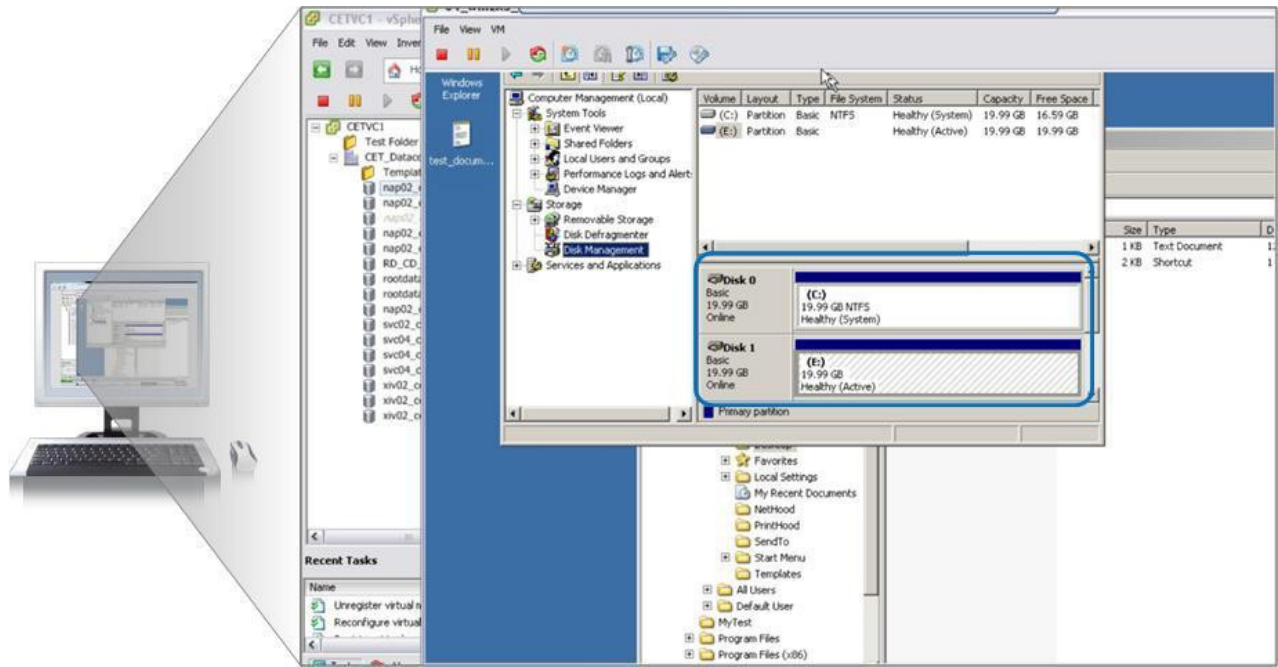 CETVC1 - vSphe
File Edit View Inver
CETVC1
Test Folder
CET_Datace
Templat
nap02_
nap02_
nap02_
nap02_
nap02_
RD_CD_
rootdata
rootdata
nap02_
svc02_c
svc04_c
svc04_c
xiv02_c
xiv02_c
xiv02_c
Recent Tasks
Name
Unregister virtual m
Reconfigure virtual
File View VM
Windows
Explorer
test_docum...
Computer Management (Local)
System Tools
Event Viewer
Shared Folders
Local Users and Groups
Performance Logs and Alert:
Device Manager
Storage
Removable Storage
Disk Defragmenter
Disk Management
Services and Applications
Volume Layout Type File System Status Capacity Free Space
(C:) Partition Basic NTFS Healthy (System) 19.99 GB 16.59 GB
(E:) Partition Basic Healthy (Active) 19.99 GB 19.99 GB
Disk 0
Basic
19.99 GB
Online
(C:)
19.99 GB NTFS
Healthy (System)
Disk 1
Basic
19.99 GB
Online
(E:)
19.99 GB
Healthy (Active)
Primary partition
Size Type D
1 KB Text Document 1
2 KB Shortcut 1
Favorites
Local Settings
My Recent Documents
NetHood
PrintHood
SendTo
Start Menu
Templates
All Users
Default User
MyTest
Program Files
Program Files (x86)